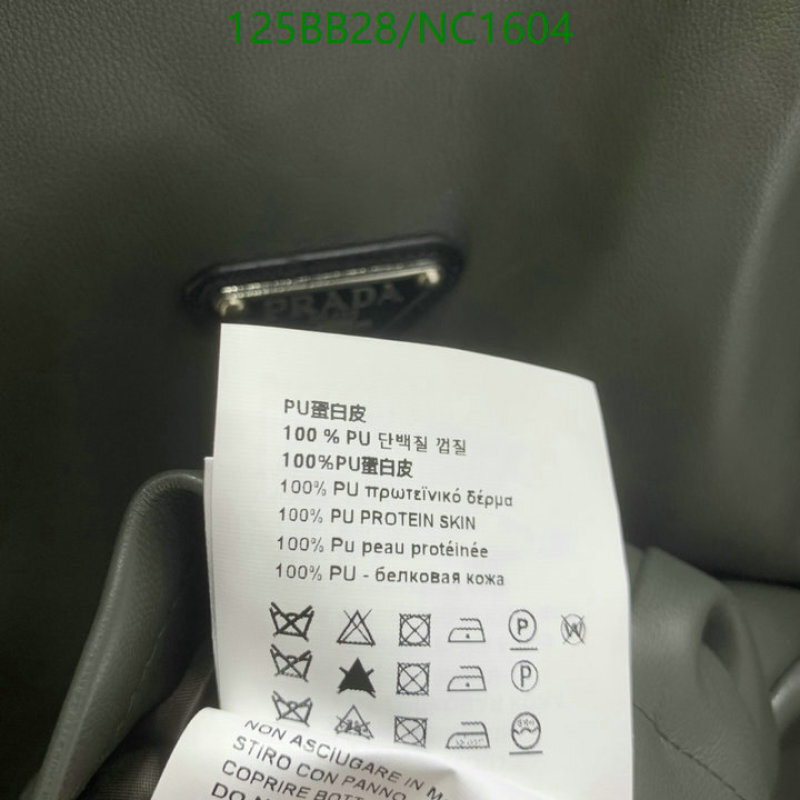 125BB28/NC1604
PRADA
PU蛋白皮
100 % PU 단백질 껍질
100%PU蛋白皮
100% PU πρωτεϊνικό δέρμα
100% PU PROTEIN SKIN
100% Pu peau protéinée
100% PU - белковая кожа
P
W
P
NON ASCIUGARE IN M
STIRO CON PANNO
COPRIRE BOTT
DO N